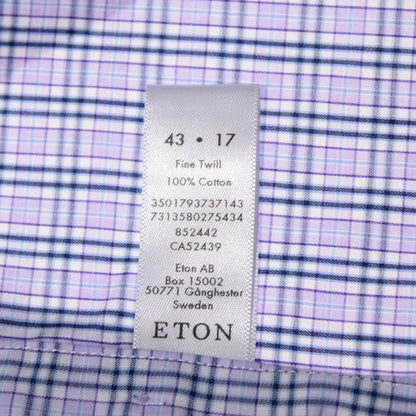 43 • 17
Fine Twill
100% Cotton
3501793737143
7313580275434
852442
CA52439
Eton AB
Box 15002
50771 Gånghester
Sweden
ETON